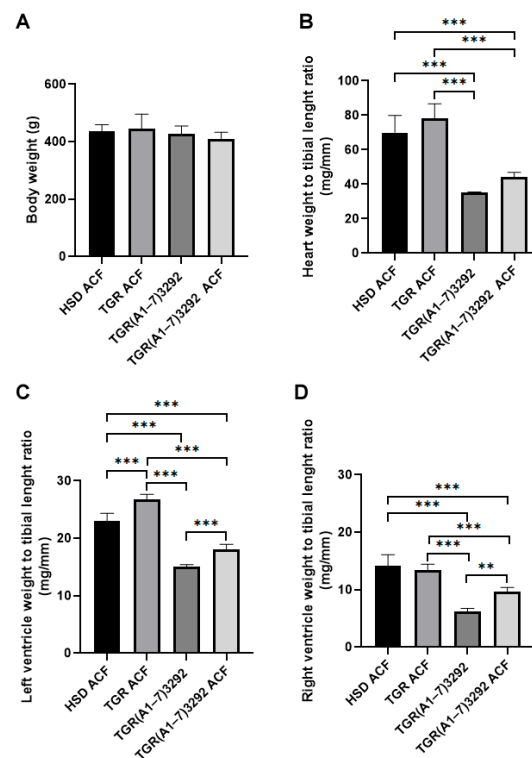 A
Body weight (g)
600
400
200
0
HSD ACF
TGR ACF
TGR(A1–7)3292
TGR(A1–7)3292 ACF
B
Heart weight to tibial lenght ratio
(mg/mm)
100
80
60
40
20
0
***
***
***
***
HSD ACF
TGR ACF
TGR(A1–7)3292
TGR(A1–7)3292 ACF
C
Left ventricle weight to tibial lenght ratio
(mg/mm)
30
20
10
0
***
***
***
***
***
***
HSD ACF
TGR ACF
TGR(A1–7)3292
TGR(A1–7)3292 ACF
D
Right ventricle weight to tibial lenght ratio
(mg/mm)
30
20
10
0
***
***
***
***
**
HSD ACF
TGR ACF
TGR(A1–7)3292
TGR(A1–7)3292 ACF